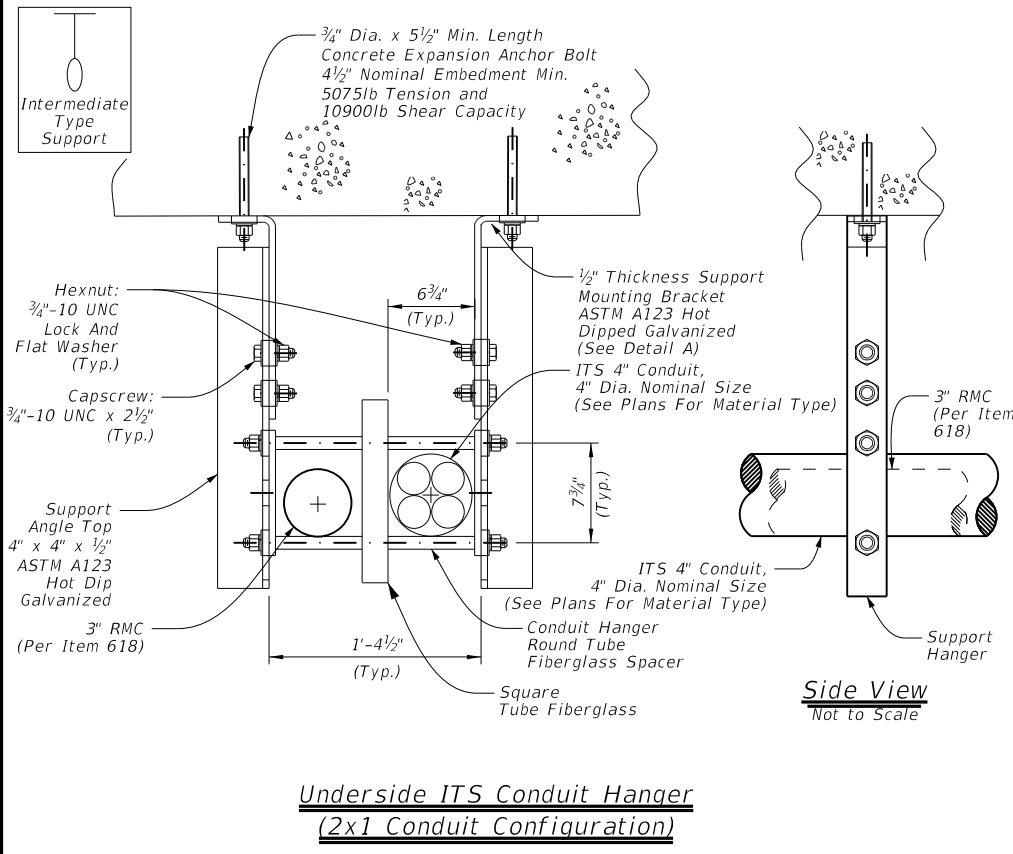 Intermediate
Type
Support
¾" Dia. x 5½" Min. Length
Concrete Expansion Anchor Bolt
4½" Nominal Embedment Min.
5075lb Tension and
10900lb Shear Capacity
Hexnut:
¾"-10 UNC
Lock And
Flat Washer
(Typ.)
Capscrew:
¾"-10 UNC x 2½"
(Typ.)
6¾"
(Typ.)
½" Thickness Support
Mounting Bracket
ASTM A123 Hot
Dipped Galvanized
(See Detail A)
ITS 4" Conduit,
4" Dia. Nominal Size
(See Plans For Material Type)
3" RMC
(Per Item
618)
7¾"
(Typ.)
Support
Angle Top
4" x 4" x ½"
ASTM A123
Hot Dip
Galvanized
3" RMC
(Per Item 618)
1'-4½"
(Typ.)
ITS 4" Conduit,
4" Dia. Nominal Size
(See Plans For Material Type)
Conduit Hanger
Round Tube
Fiberglass Spacer
Square
Tube Fiberglass
Support
Hanger
Side View
Not to Scale
Underside ITS Conduit Hanger
(2x1 Conduit Configuration)